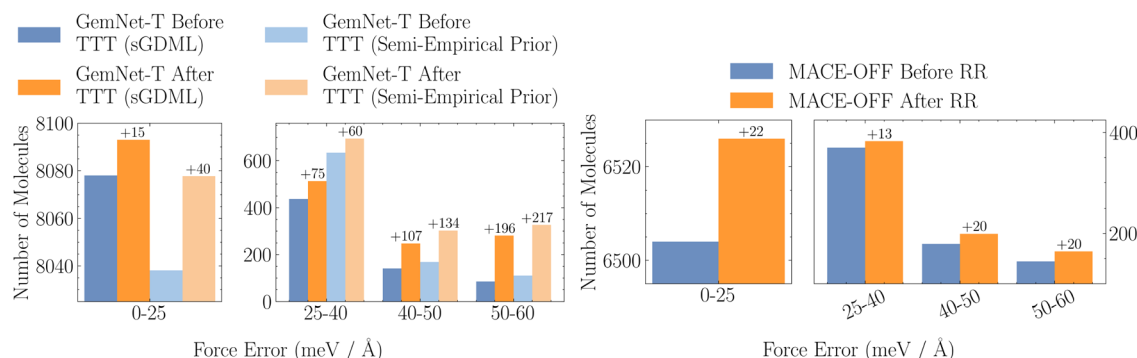 GemNet-T Before
TTT (sGDML)
GemNet-T Before
TTT (Semi-Empirical Prior)
GemNet-T After
TTT (sGDML)
GemNet-T After
TTT (Semi-Empirical Prior)
Number of Molecules
8100
8080
8060
8040
+15
+40
0-25
600
400
200
0
+75
+60
+107
+134
+196
+217
25-40
40-50
50-60
Force Error (meV / Å)
MACE-OFF Before RR
MACE-OFF After RR
Number of Molecules
6520
6500
+22
0-25
+13
+20
+20
400
200
25-40
40-50
50-60
Force Error (meV / Å)